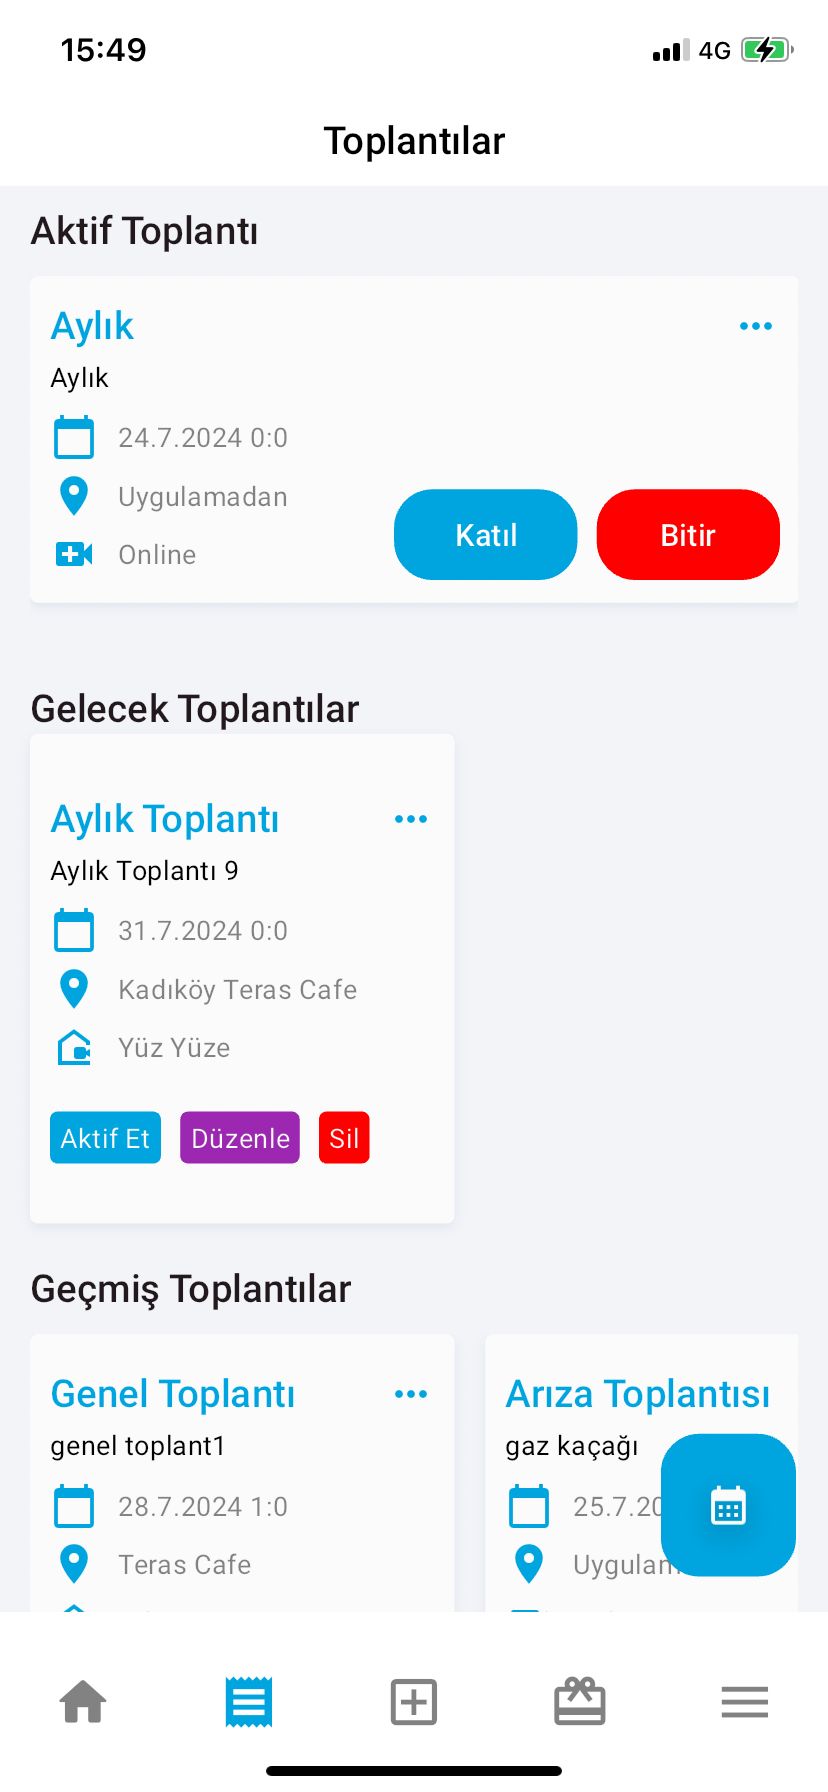 15:49
4G
Toplantılar
Aktif Toplantı
Aylık
Aylık
24.7.2024 0:0
Uygulamadan
Online
Katıl
Bitir
Gelecek Toplantılar
Aylık Toplantı
Aylık Toplantı 9
31.7.2024 0:0
Kadıköy Teras Cafe
Yüz Yüze
Aktif Et
Düzenle
Sil
Geçmiş Toplantılar
Genel Toplantı
genel toplant1
28.7.2024 1:0
Teras Cafe
Arıza Toplantısı
gaz kaçağı
25.7.20
Uygulam